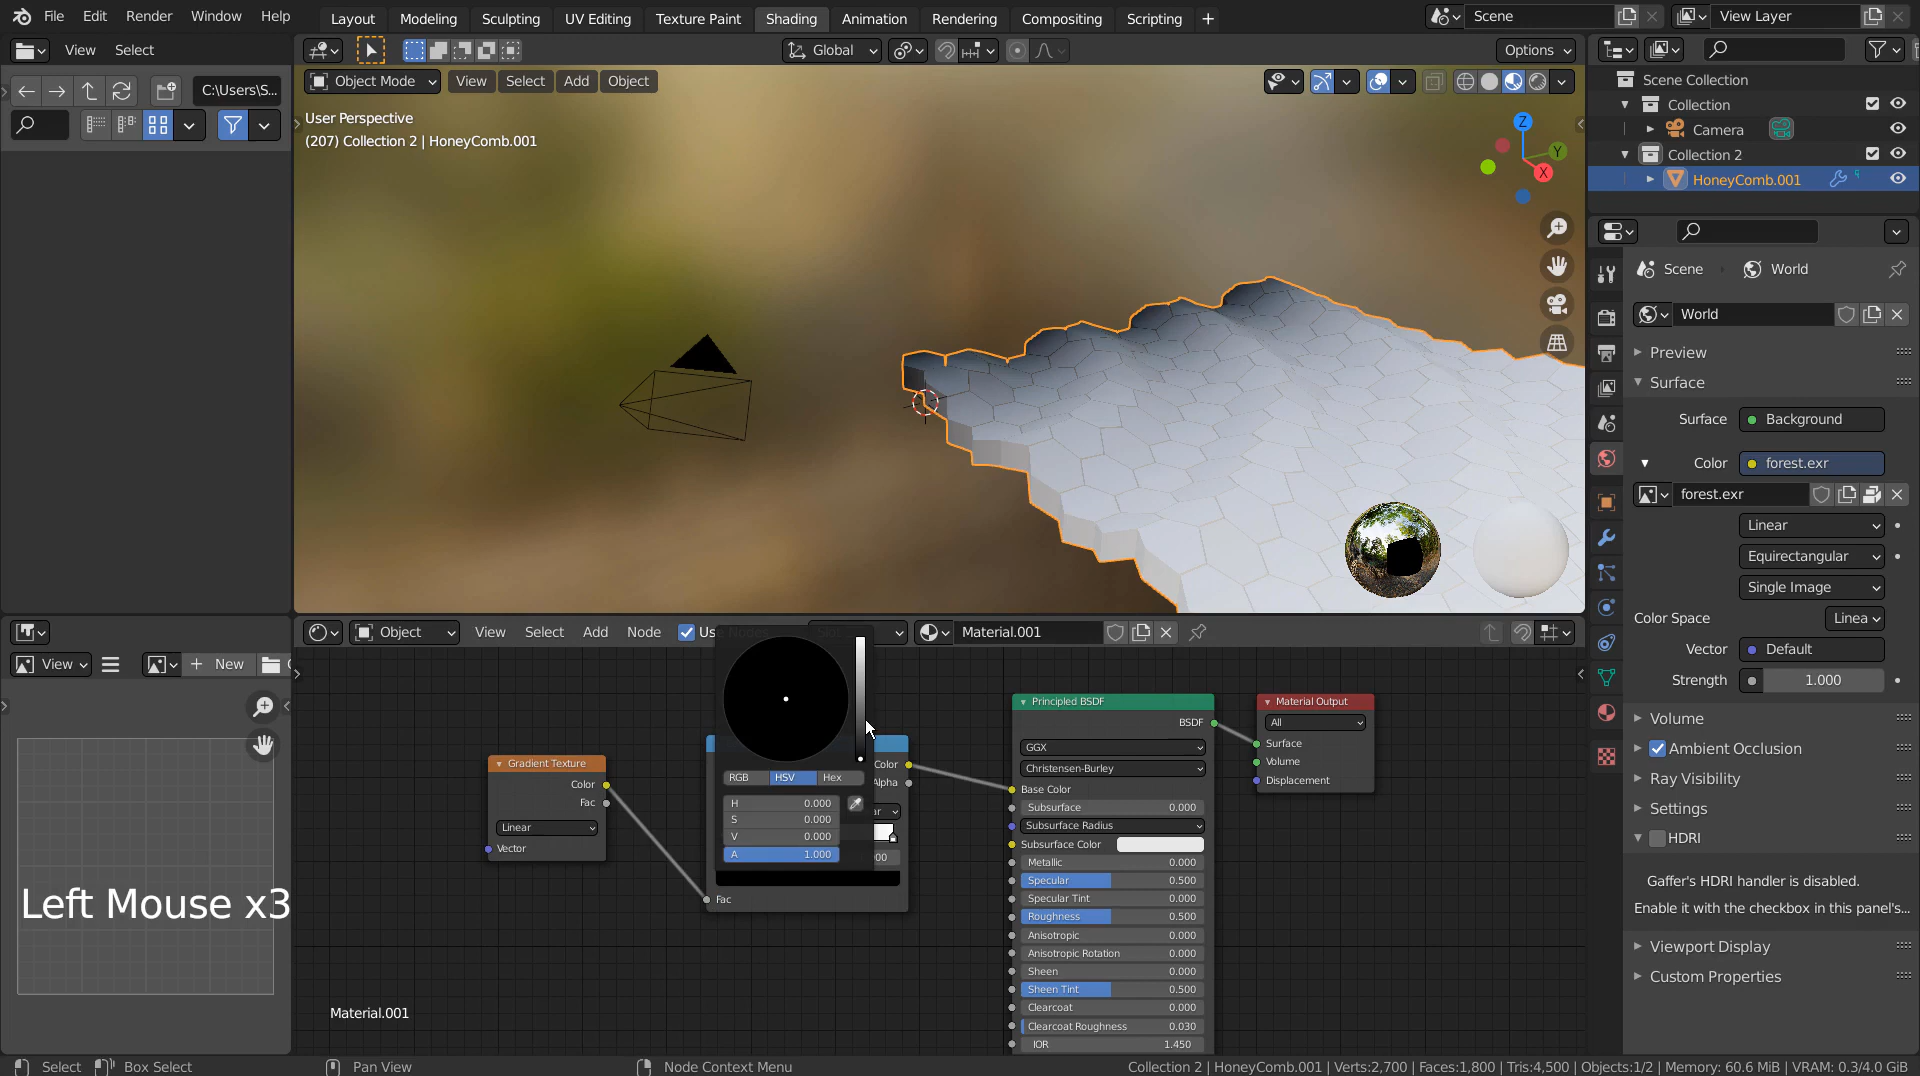 File Edit Render Window Help
Layout Modeling Sculpting UV Editing Texture Paint Shading Animation Rendering Compositing Scripting +
Scene
View Layer
View Select
Global
Options
C:\Users\S...
Object Mode View Select Add Object
User Perspective
(207) Collection 2 | HoneyComb.001
Z
Y
X
Scene Collection
Collection
Camera
Collection 2
HoneyComb.001
Scene World
World
Preview
Surface
Surface Background
Color forest.exr
forest.exr
Linear
Equirectangular
Single Image
Color Space Linea
Vector Default
Strength 1.000
Volume
Ambient Occlusion
Ray Visibility
Settings
HDRI
Gaffer's HDRI handler is disabled.
Enable it with the checkbox in this panel's...
Viewport Display
Custom Properties
View + New
Left Mouse x3
Object View Select Add Node
Material.001
Gradient Texture
Color
Fac
Linear
Vector
RGB HSV Hex
H 0.000
S 0.000
V 0.000
A 1.000
Color
Alpha
Fac
Principled BSDF
BSDF
GGX
Christensen-Burley
Base Color
Subsurface 0.000
Subsurface Radius
Subsurface Color
Metallic 0.000
Specular 0.500
Specular Tint 0.000
Roughness 0.500
Anisotropic 0.000
Anisotropic Rotation 0.000
Sheen 0.000
Sheen Tint 0.500
Clearcoat 0.000
Clearcoat Roughness 0.030
IOR 1.450
Material Output
All
Surface
Volume
Displacement
Material.001
Select Box Select Pan View Node Context Menu
Collection 2 | HoneyComb.001 | Verts:2,700 | Faces:1,800 | Tris:4,500 | Objects:1/2 | Memory: 60.6 MiB | VRAM: 0.3/4.0 GiB